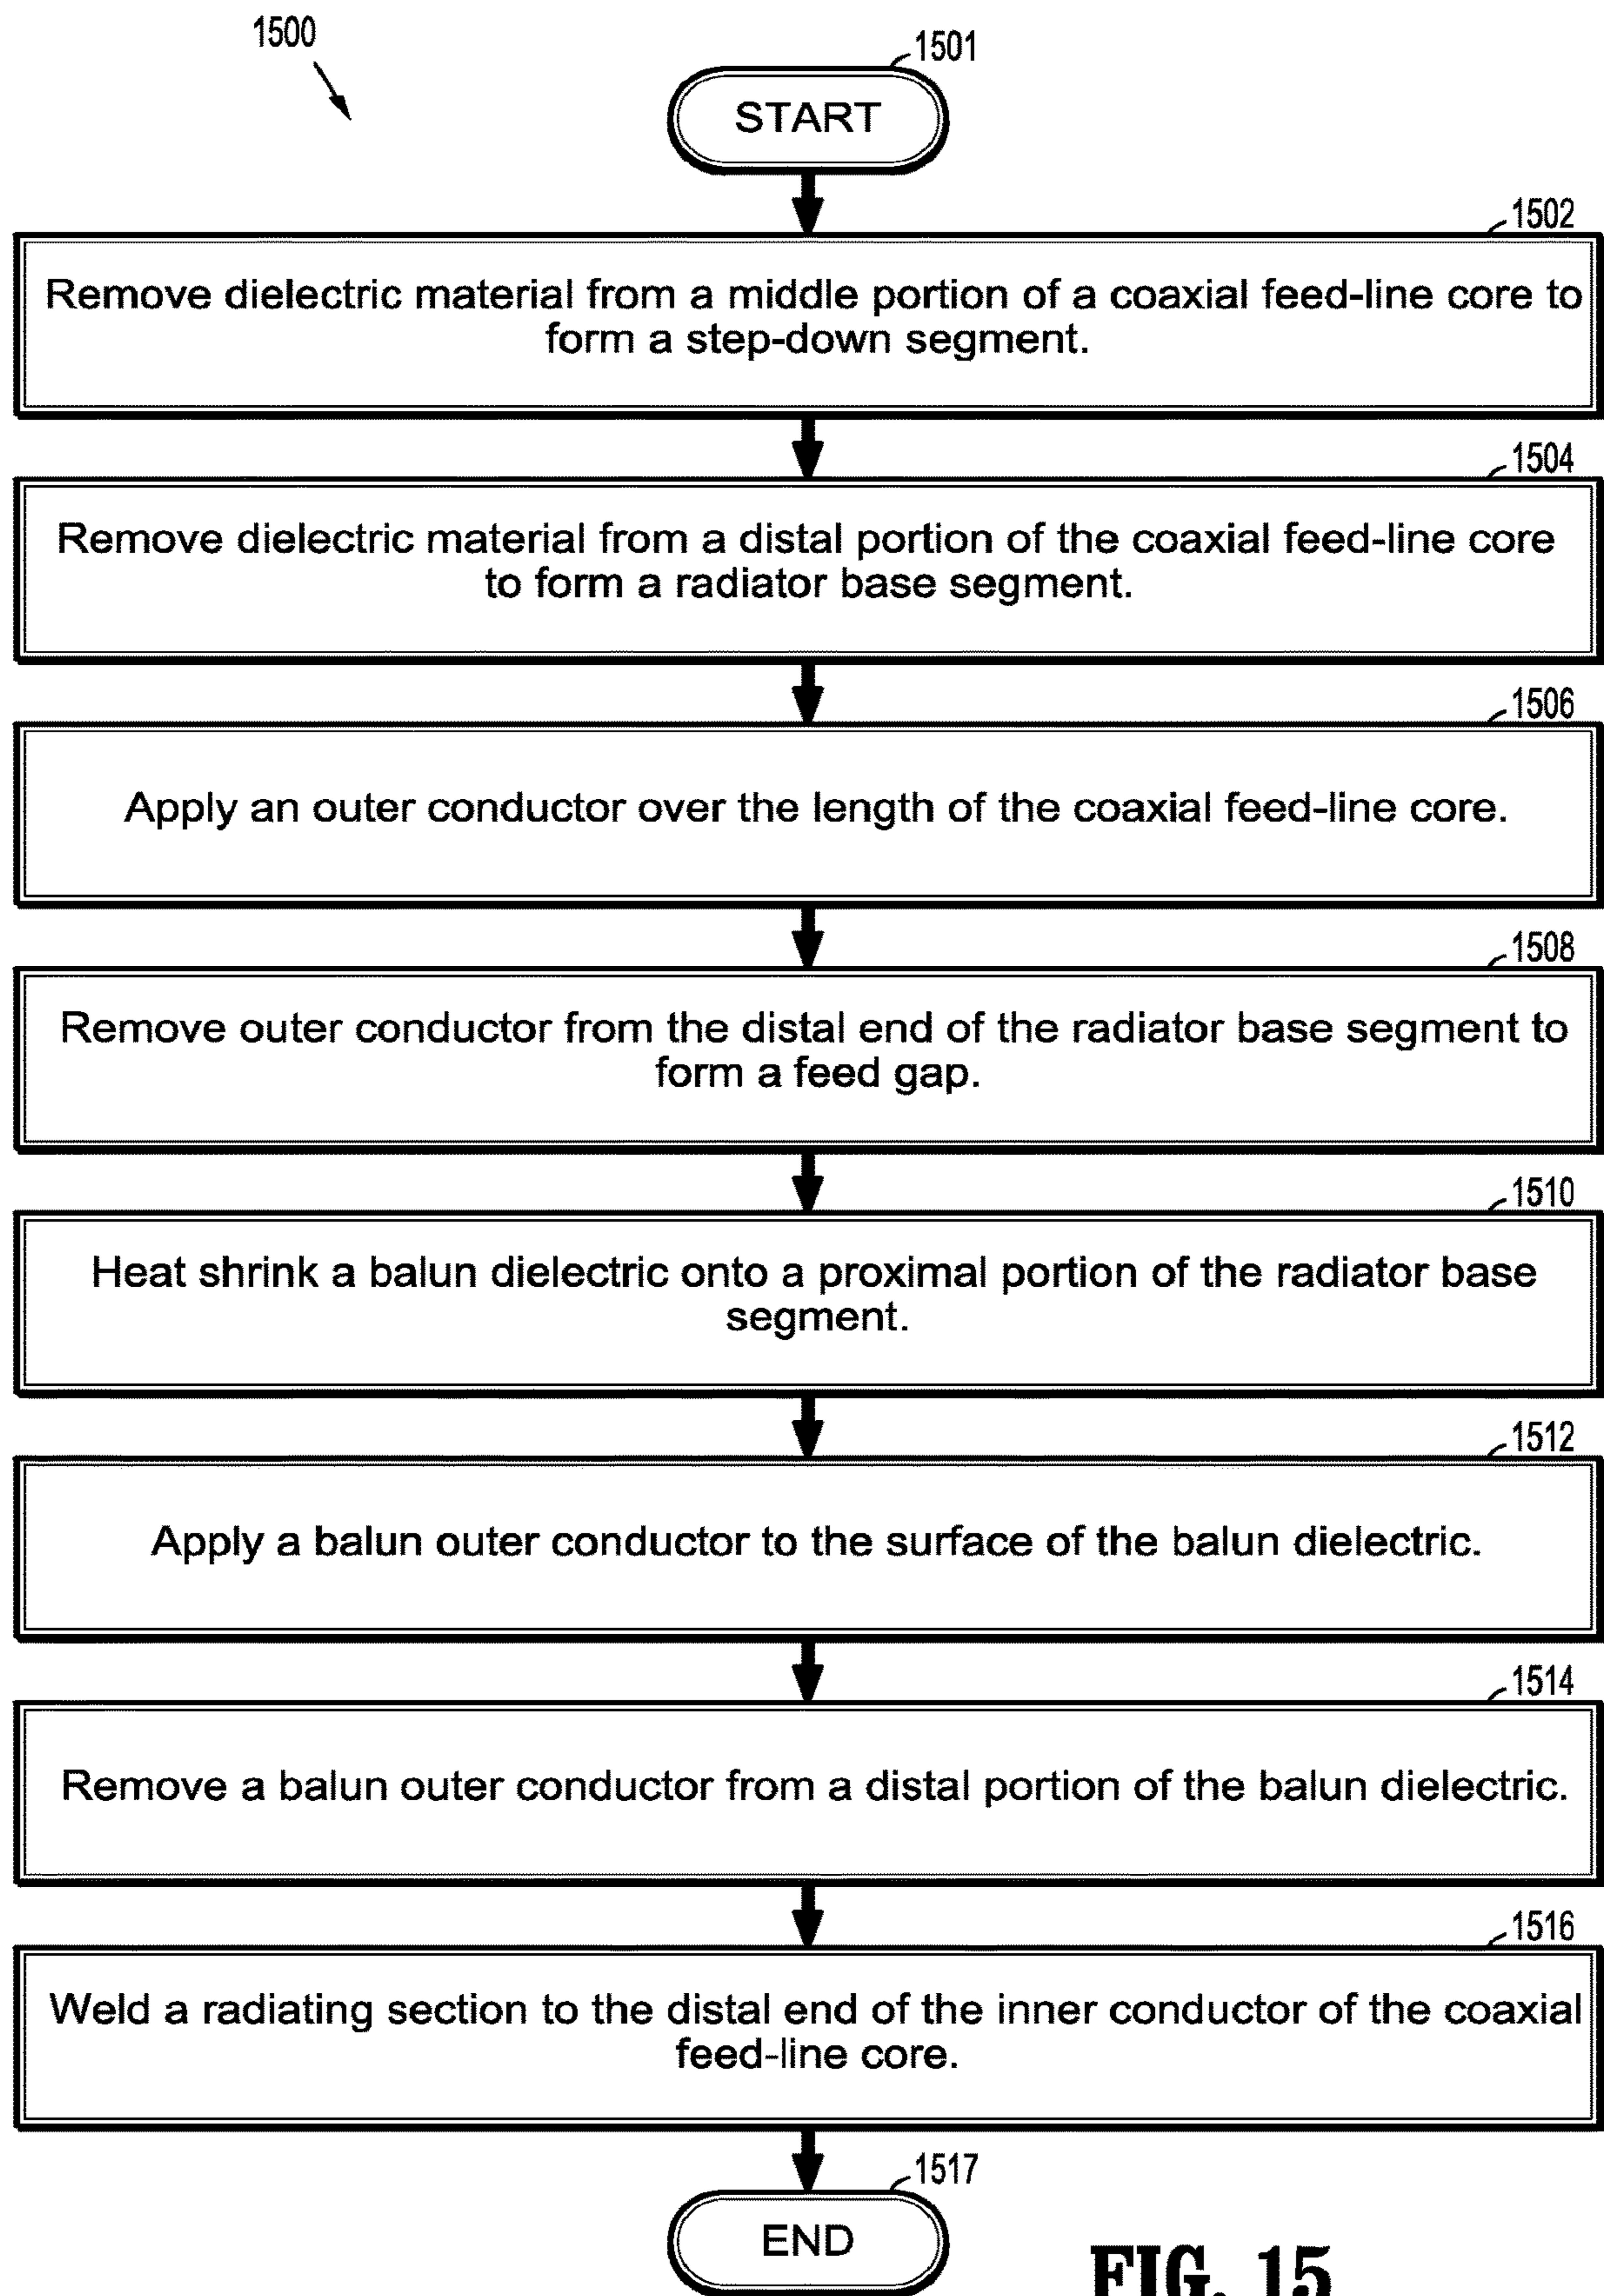 1500
1501
START
1502
Remove dielectric material from a middle portion of a coaxial feed-line core to
form a step-down segment.
1504
Remove dielectric material from a distal portion of the coaxial feed-line core
to form a radiator base segment.
1506
Apply an outer conductor over the length of the coaxial feed-line core.
1508
Remove outer conductor from the distal end of the radiator base segment to
form a feed gap.
1510
Heat shrink a balun dielectric onto a proximal portion of the radiator base
segment.
1512
Apply a balun outer conductor to the surface of the balun dielectric.
1514
Remove a balun outer conductor from a distal portion of the balun dielectric.
1516
Weld a radiating section to the distal end of the inner conductor of the coaxial
feed-line core.
1517
END
FIG. 15